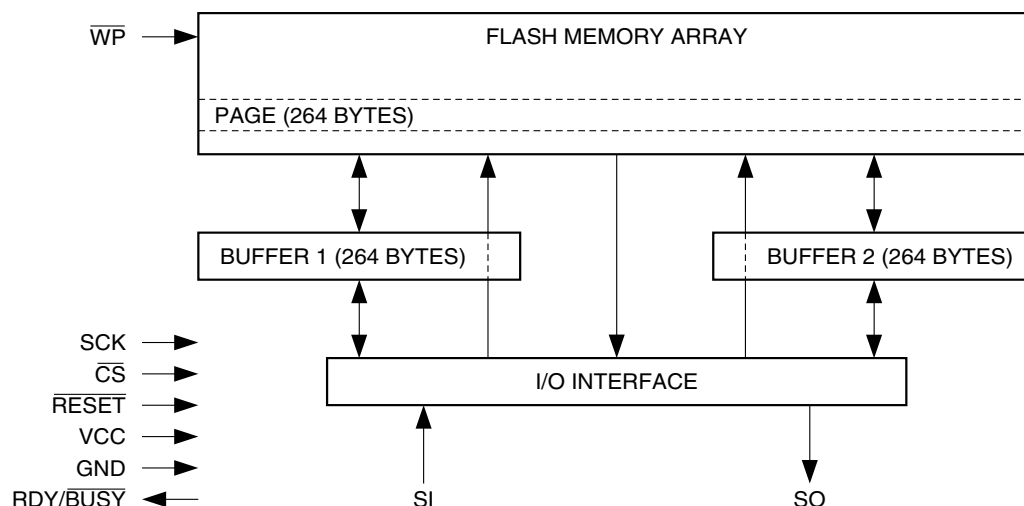 WP
FLASH MEMORY ARRAY
PAGE (264 BYTES)
BUFFER 1 (264 BYTES)
BUFFER 2 (264 BYTES)
SCK
CS
I/O INTERFACE
RESET
VCC
GND
RDY/BUSY
SI
SO